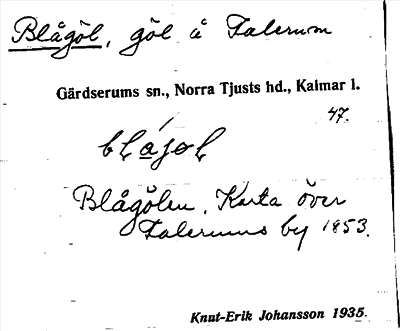 Blågöl, göl å Falerum
Gärdserums sn., Norra Tjusts hd., Kalmar l.
47.
blájol
Blågölen. Karta över
Falerums by 1853.
Knut-Erik Johansson 1935.